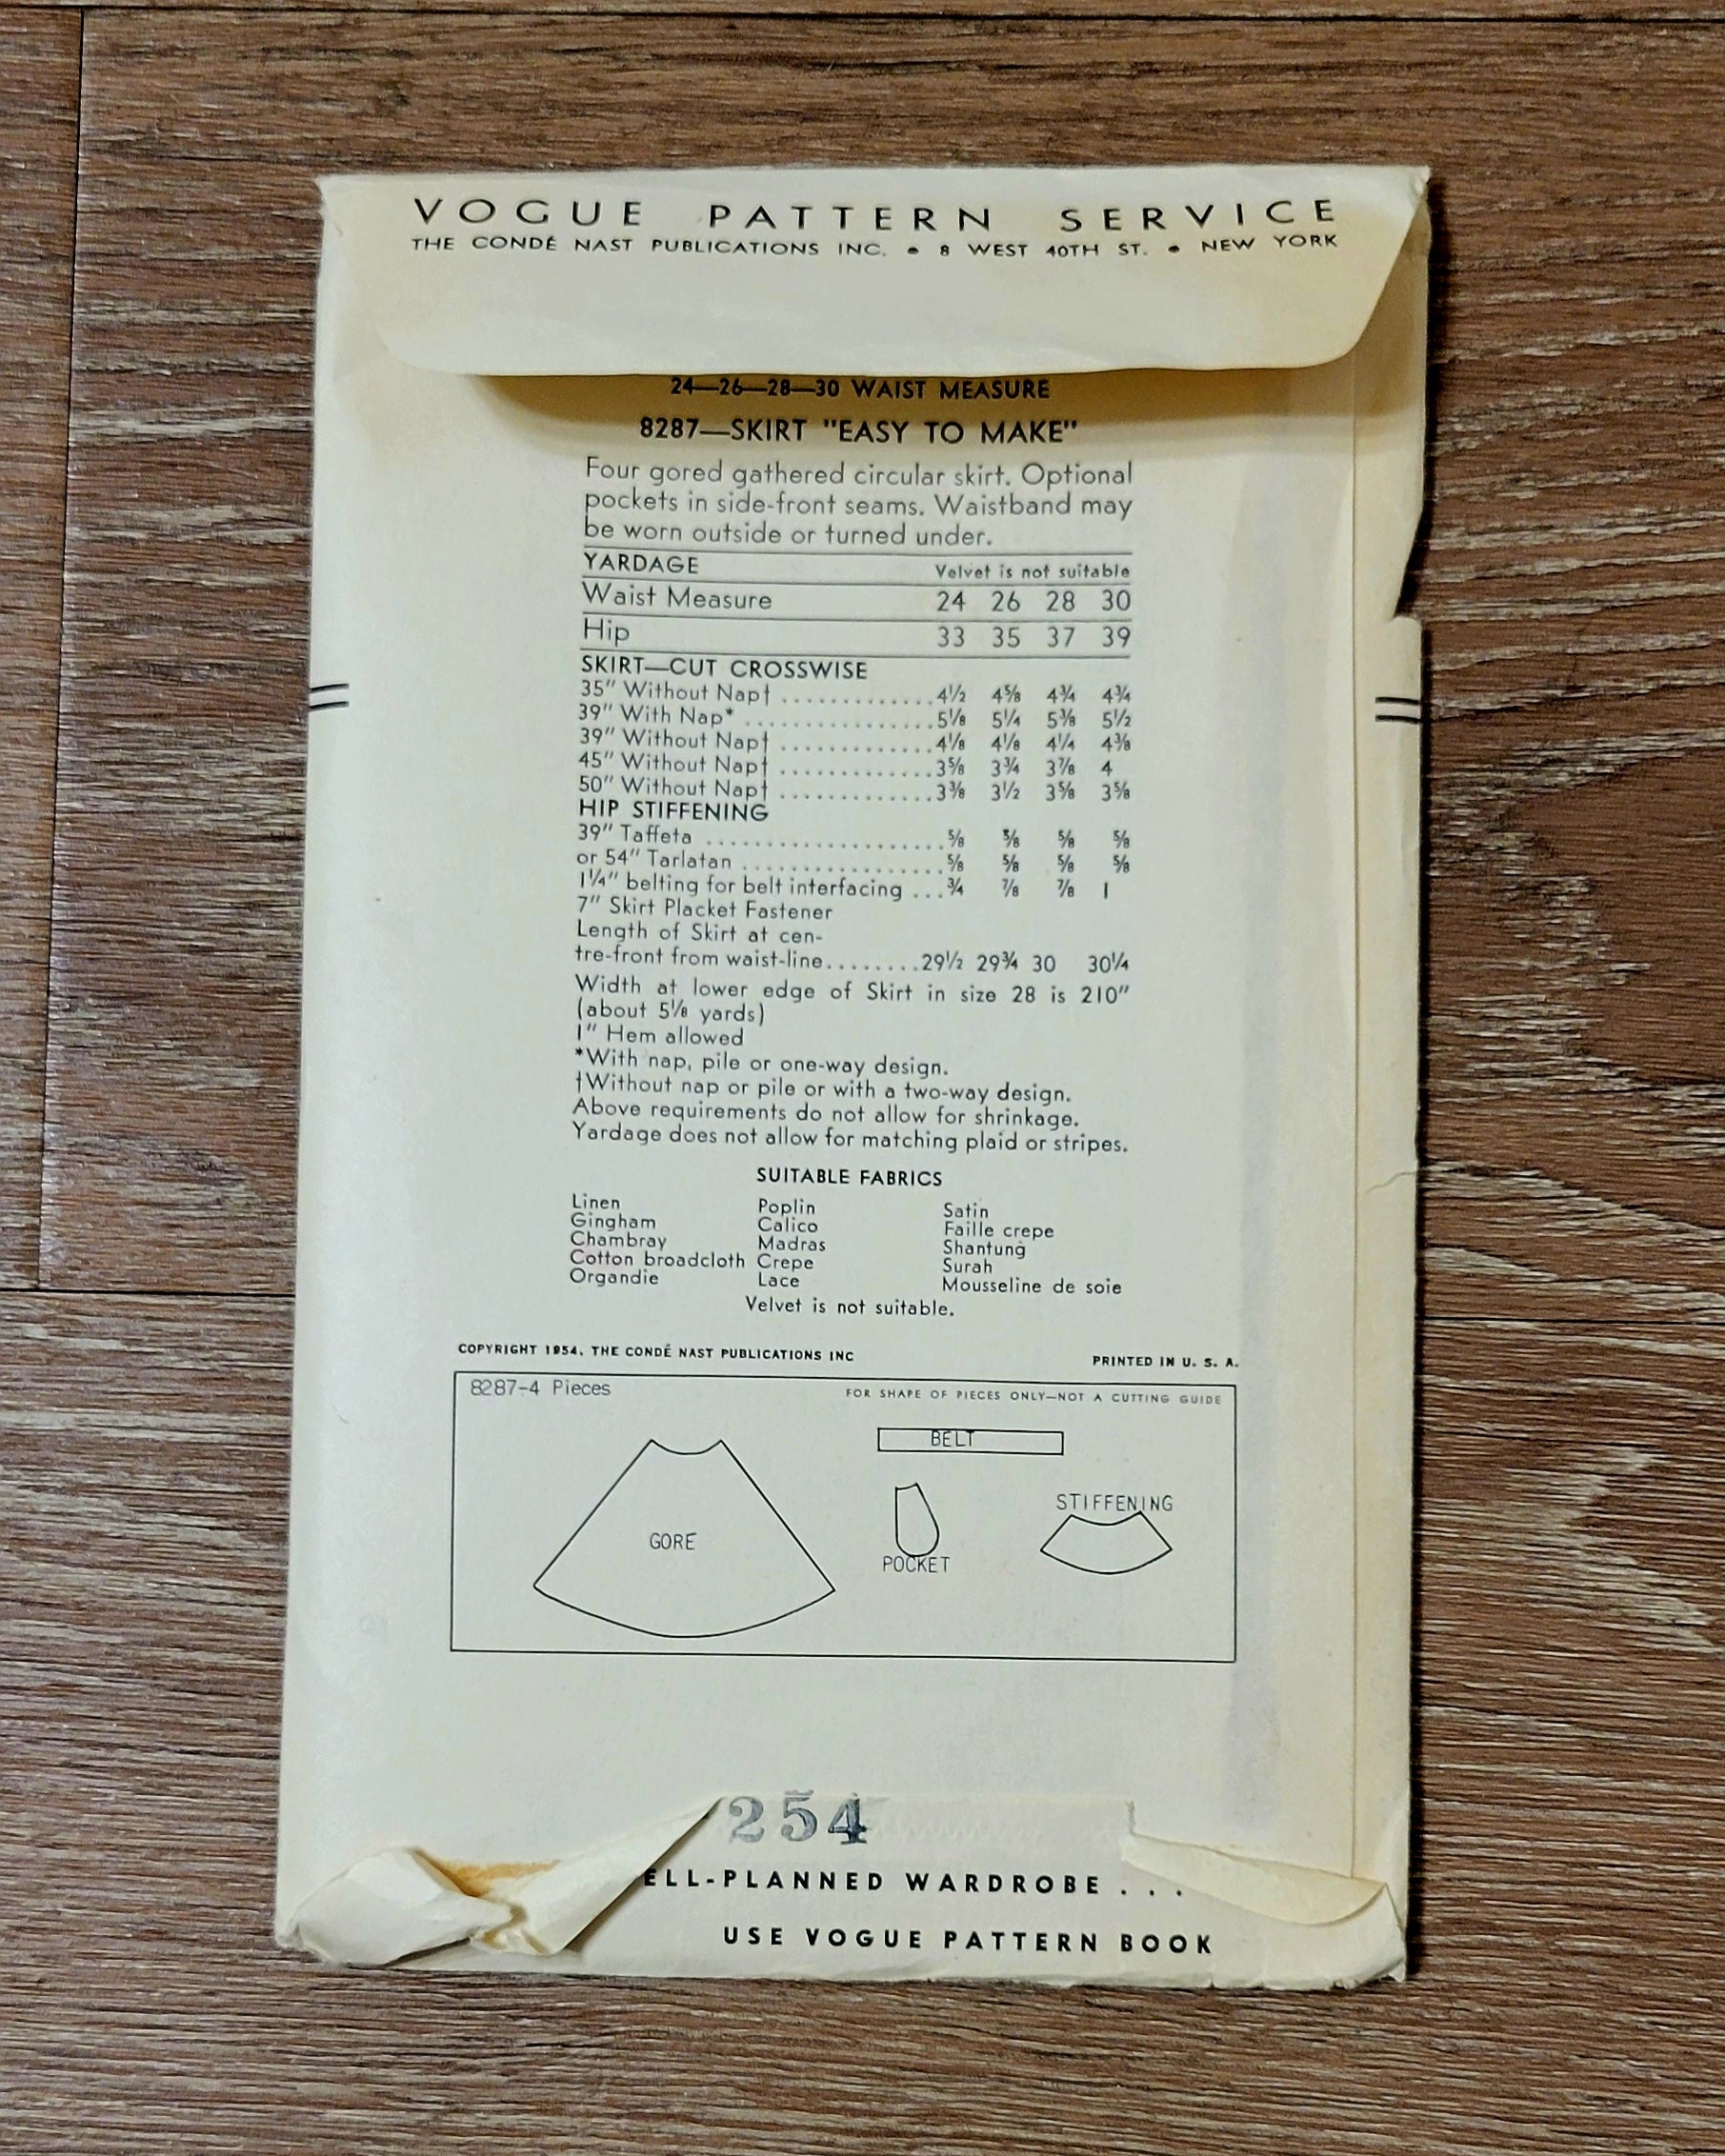 VOGUE PATTERN SERVICE
THE CONDÉ NAST PUBLICATIONS INC. • 8 WEST 40TH ST. • NEW YORK
24—26—28—30 WAIST MEASURE
8287—SKIRT "EASY TO MAKE"
Four gored gathered circular skirt. Optional
pockets in side-front seams. Waistband may
be worn outside or turned under.
YARDAGE Velvet is not suitable
Waist Measure 24 26 28 30
Hip 33 35 37 39
SKIRT—CUT CROSSWISE
35" Without Nap† .............4½ 4⅝ 4¾ 4¾
39" With Nap* ................5⅛ 5¼ 5⅜ 5½
39" Without Nap† .............4⅛ 4⅛ 4¼ 4⅜
45" Without Nap† .............3⅝ 3¾ 3⅞ 4
50" Without Nap† .............3⅜ 3½ 3⅝ 3⅝
HIP STIFFENING
39" Taffeta ....................⅝ ⅝ ⅝ ⅝
or 54" Tarlatan .................⅝ ⅝ ⅝ ⅝
1¼" belting for belt interfacing ...¾ ⅞ ⅞ 1
7" Skirt Placket Fastener
Length of Skirt at cen-
tre-front from waist-line........29½ 29¾ 30 30¼
Width at lower edge of Skirt in size 28 is 210"
(about 5⅛ yards)
1" Hem allowed
*With nap, pile or one-way design.
†Without nap or pile or with a two-way design.
Above requirements do not allow for shrinkage.
Yardage does not allow for matching plaid or stripes.
SUITABLE FABRICS
Linen Poplin Satin
Gingham Calico Faille crepe
Chambray Madras Shantung
Cotton broadcloth Crepe Surah
Organdie Lace Mousseline de soie
Velvet is not suitable.
COPYRIGHT 1954, THE CONDÉ NAST PUBLICATIONS INC PRINTED IN U. S. A.
8287-4 Pieces FOR SHAPE OF PIECES ONLY—NOT A CUTTING GUIDE
BELT
STIFFENING
GORE
POCKET
254
ELL-PLANNED WARDROBE . . .
USE VOGUE PATTERN BOOK